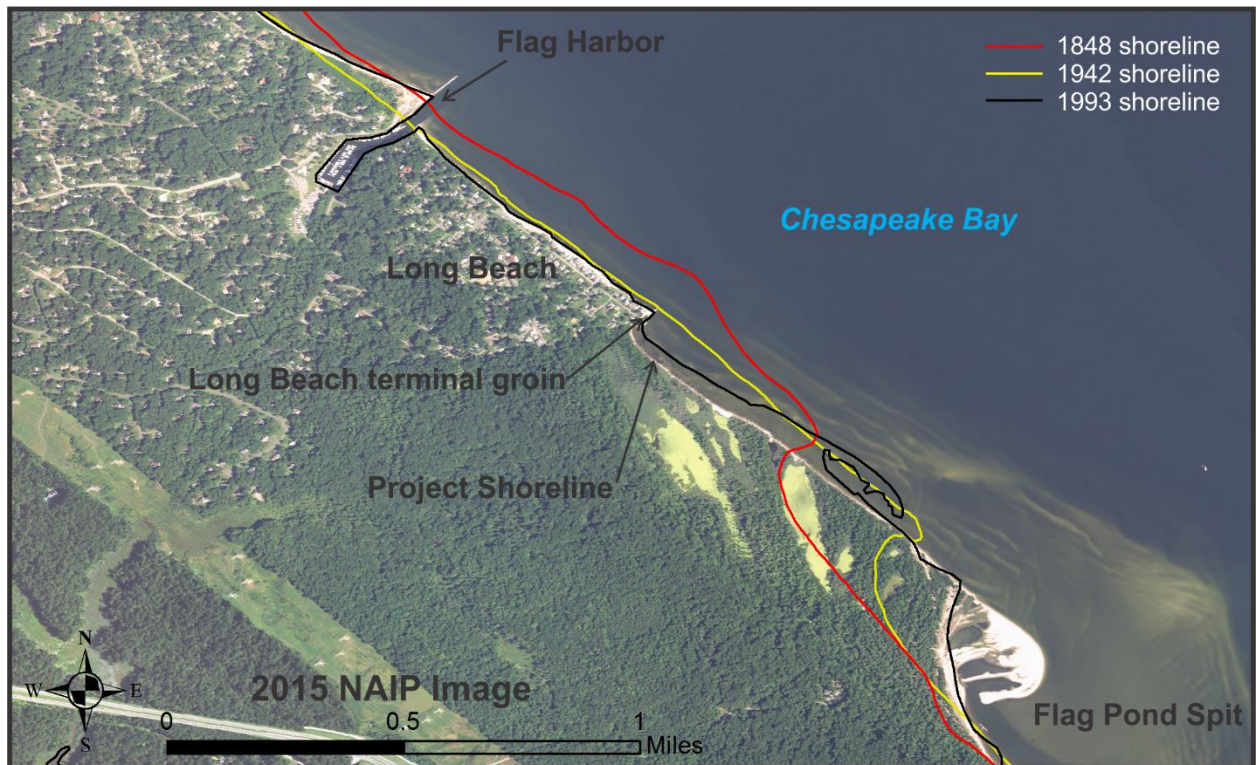 Flag Harbor
1848 shoreline
1942 shoreline
1993 shoreline
Chesapeake Bay
Long Beach
Long Beach terminal groin
Project Shoreline
N
W
E
S
2015 NAIP Image
0
0.5
1
Miles
Flag Pond Spit